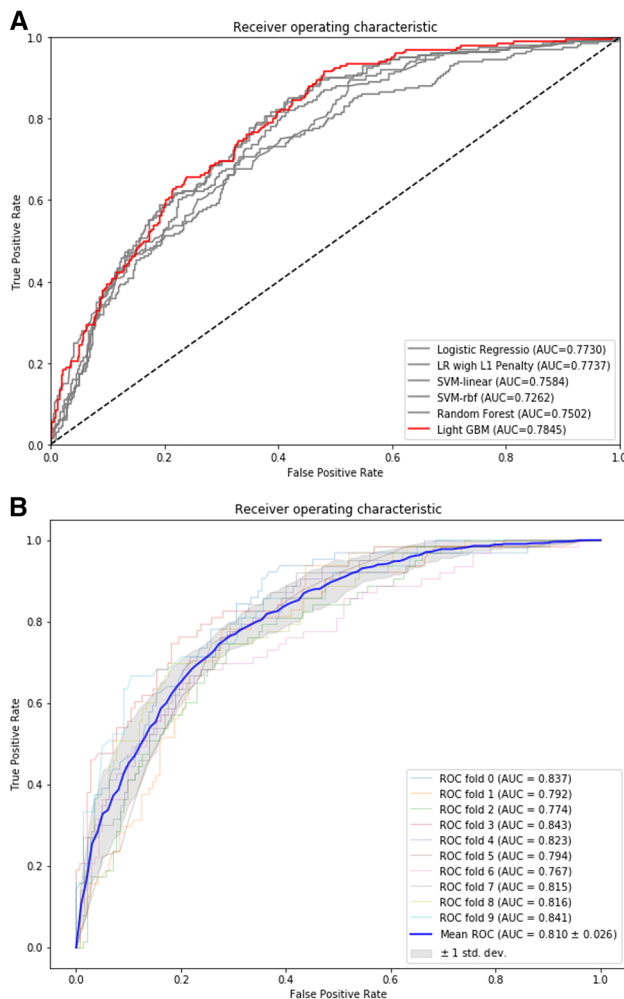 A
Receiver operating characteristic
1.0
0.8
0.6
0.4
0.2
0.0
True Positive Rate
Logistic Regressio (AUC=0.7730)
LR wigh L1 Penalty (AUC=0.7737)
SVM-linear (AUC=0.7584)
SVM-rbf (AUC=0.7262)
Random Forest (AUC=0.7502)
Light GBM (AUC=0.7845)
0.0 0.2 0.4 0.6 0.8 1.0
False Positive Rate
B
Receiver operating characteristic
1.0
0.8
0.6
0.4
0.2
0.0
True Positive Rate
ROC fold 0 (AUC = 0.837)
ROC fold 1 (AUC = 0.792)
ROC fold 2 (AUC = 0.774)
ROC fold 3 (AUC = 0.843)
ROC fold 4 (AUC = 0.823)
ROC fold 5 (AUC = 0.794)
ROC fold 6 (AUC = 0.767)
ROC fold 7 (AUC = 0.815)
ROC fold 8 (AUC = 0.816)
ROC fold 9 (AUC = 0.841)
Mean ROC (AUC = 0.810 ± 0.026)
± 1 std. dev.
0.0 0.2 0.4 0.6 0.8 1.0
False Positive Rate